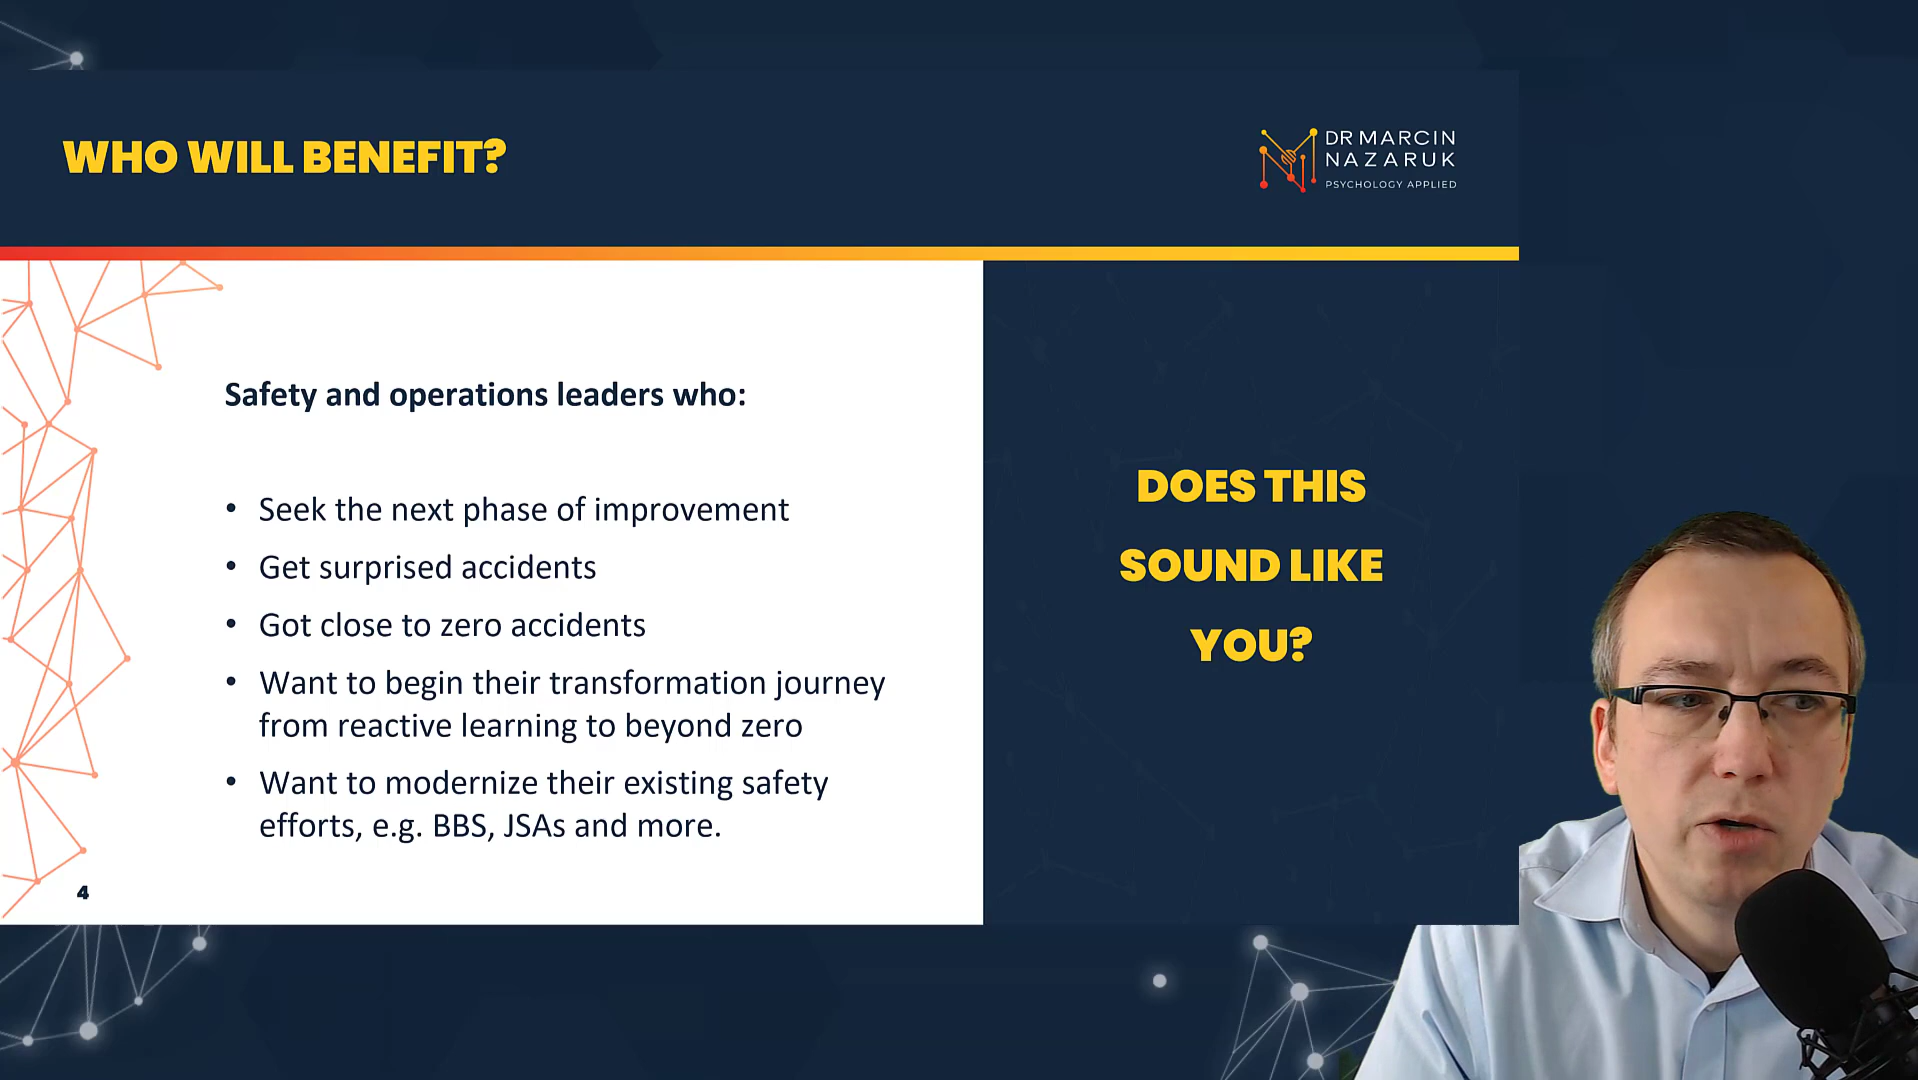 WHO WILL BENEFIT?
DR MARCIN
NAZARUK
PSYCHOLOGY APPLIED
Safety and operations leaders who:
• Seek the next phase of improvement
• Get surprised accidents
• Got close to zero accidents
• Want to begin their transformation journey
from reactive learning to beyond zero
• Want to modernize their existing safety
efforts, e.g. BBS, JSAs and more.
DOES THIS
SOUND LIKE
YOU?
4